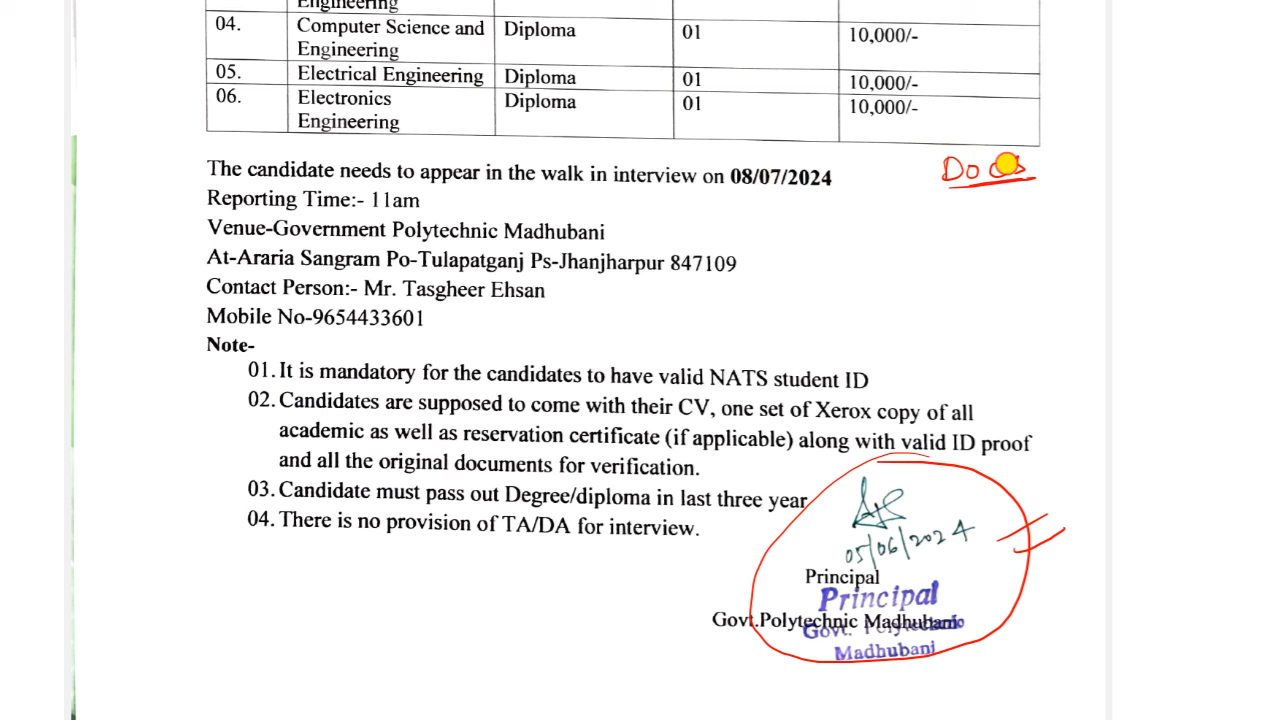 Engineering
04. Computer Science and Engineering Diploma 01 10,000/-
05. Electrical Engineering Diploma 01 10,000/-
06. Electronics Engineering Diploma 01 10,000/-
The candidate needs to appear in the walk in interview on 08/07/2024
Reporting Time:- 11am
Venue-Government Polytechnic Madhubani
At-Araria Sangram Po-Tulapatganj Ps-Jhanjharpur 847109
Contact Person:- Mr. Tasgheer Ehsan
Mobile No-9654433601
Note-
01. It is mandatory for the candidates to have valid NATS student ID
02. Candidates are supposed to come with their CV, one set of Xerox copy of all
academic as well as reservation certificate (if applicable) along with valid ID proof
and all the original documents for verification.
03. Candidate must pass out Degree/diploma in last three year
04. There is no provision of TA/DA for interview.
05/06/2024
Principal
Principal
Govt.Polytechnic Madhubani
Govt. Polytechnic
Madhubani